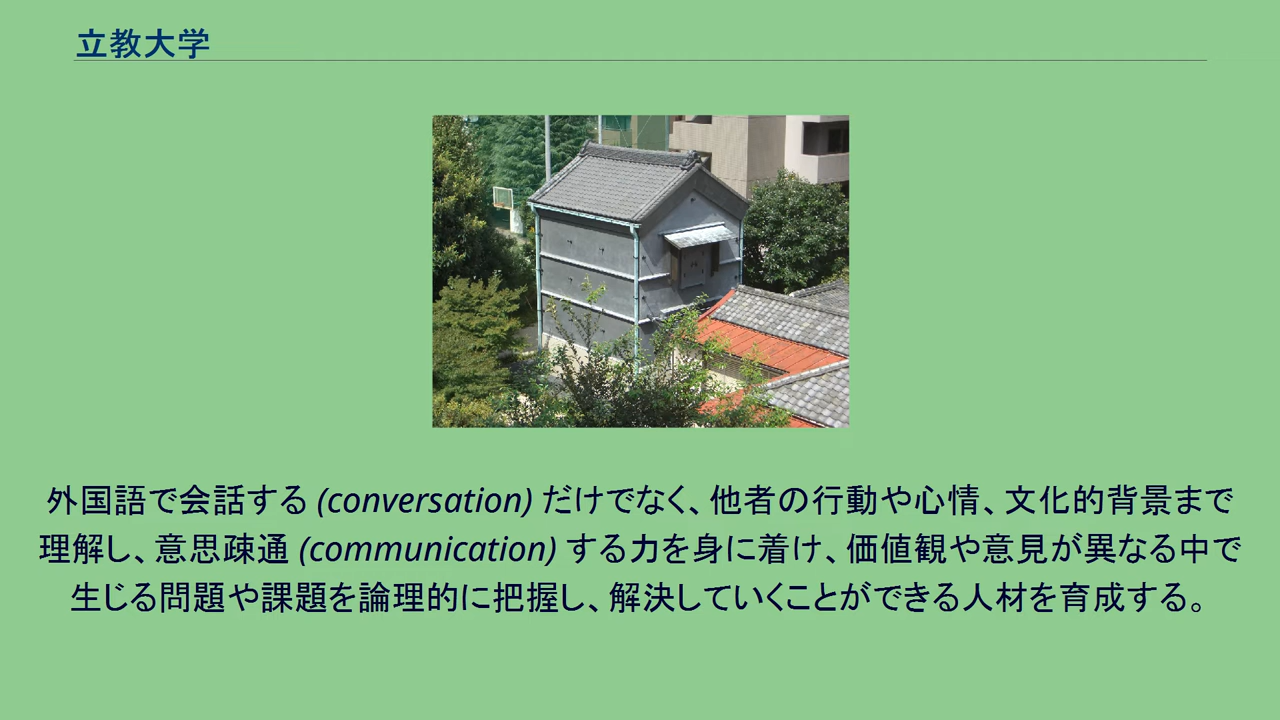 立教大学
外国語で会話する (conversation) だけでなく、他者の行動や心情、文化的背景まで
理解し、意思疎通 (communication) する力を身に着け、価値観や意見が異なる中で
生じる問題や課題を論理的に把握し、解決していくことができる人材を育成する。